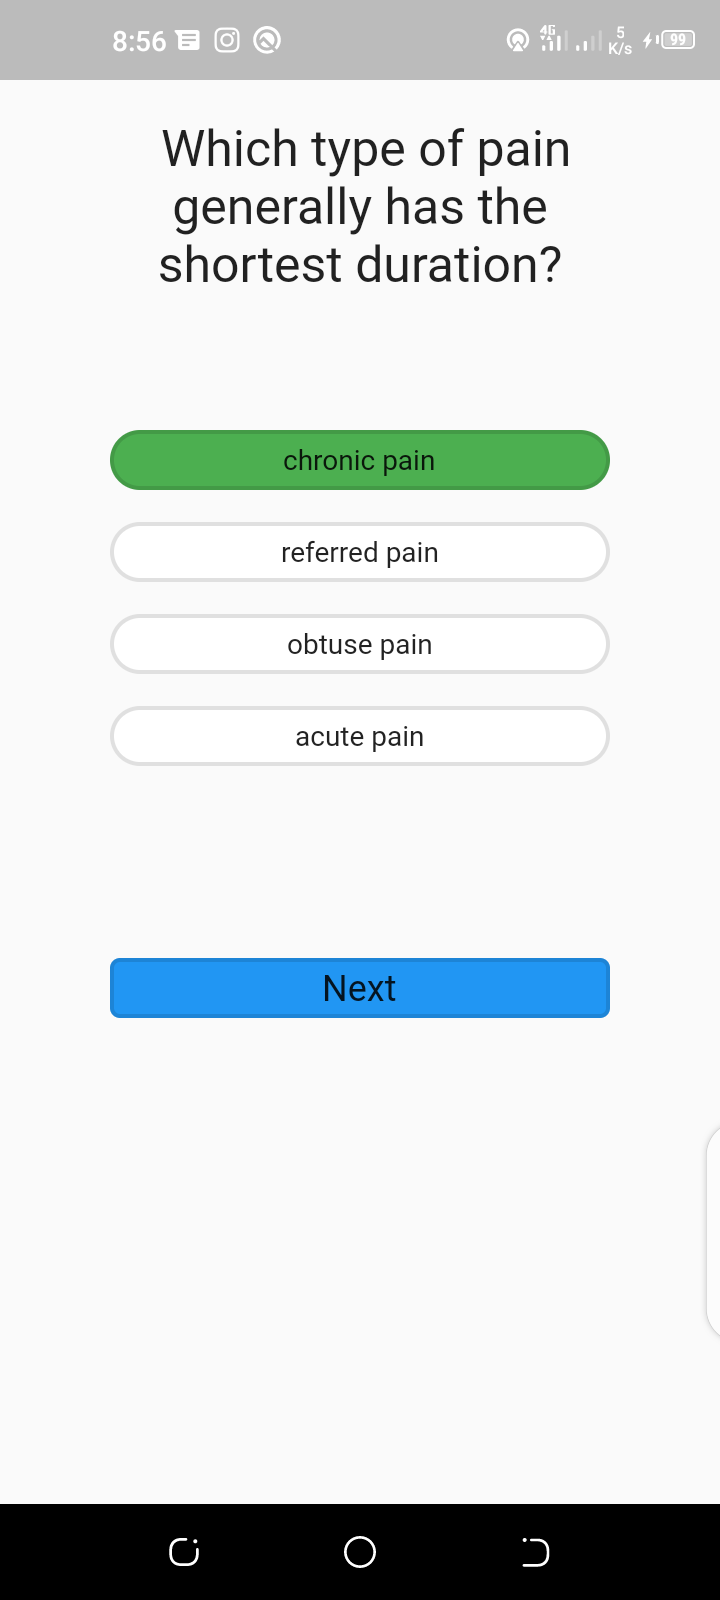 8:56
4G
5
K/s
99
Which type of pain
generally has the
shortest duration?
chronic pain
referred pain
obtuse pain
acute pain
Next